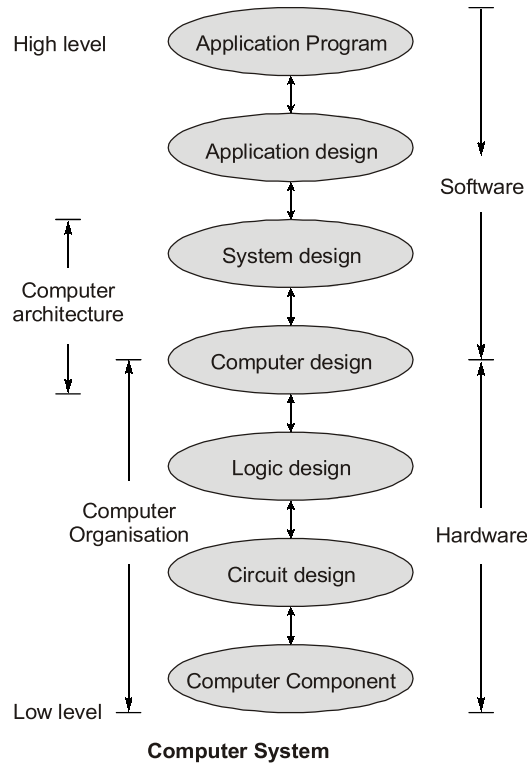 High level
Application Program
Application design
Software
System design
Computer
architecture
Computer design
Logic design
Computer
Organisation
Hardware
Circuit design
Computer Component
Low level
Computer System